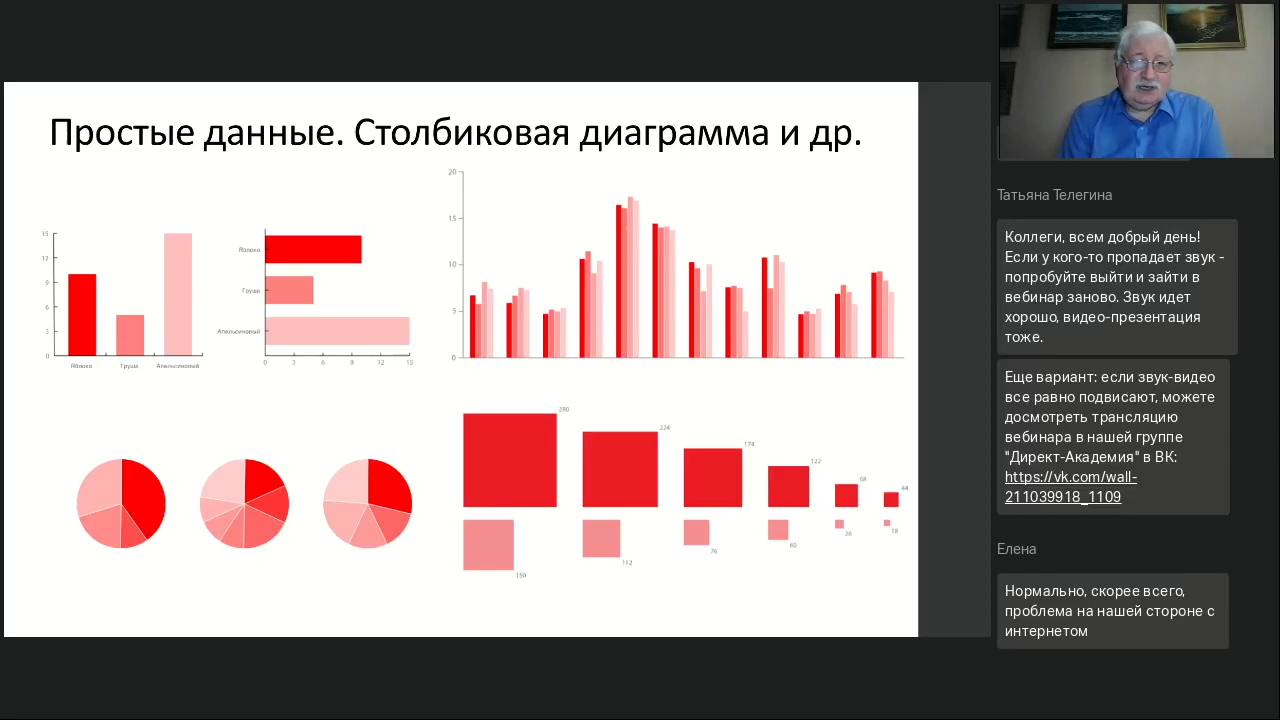 Простые данные. Столбиковая диаграмма и др.
15
12
9
6
3
0
Яблоко Груша Апельсиновый
Яблоко
Груша
Апельсиновый
0 3 6 9 12 15
20
15
10
5
0
280
224
174
122
68
44
150
112
76
60
26
18
Татьяна Телегина
Коллеги, всем добрый день!
Если у кого-то пропадает звук -
попробуйте выйти и зайти в
вебинар заново. Звук идет
хорошо, видео-презентация
тоже.
Еще вариант: если звук-видео
все равно подвисают, можете
досмотреть трансляцию
вебинара в нашей группе
"Директ-Академия" в ВК:
https://vk.com/wall-
211039918_1109
Елена
Нормально, скорее всего,
проблема на нашей стороне с
интернетом